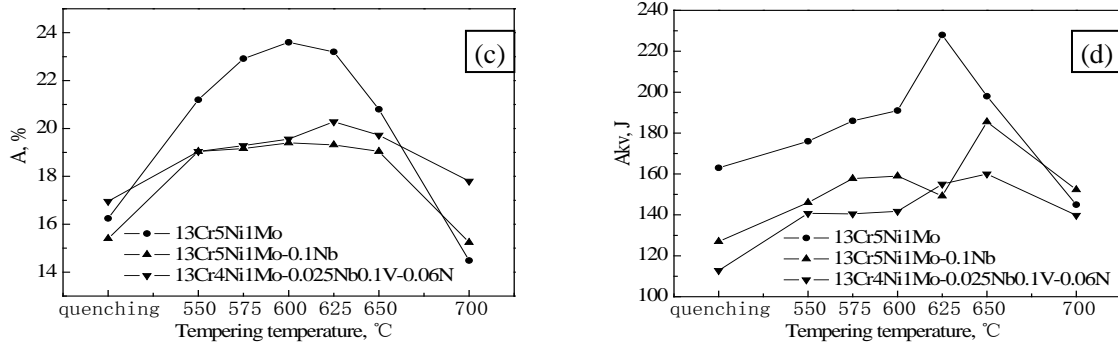 24
22
20
18
16
14
A, %
(c)
13Cr5Ni1Mo
13Cr5Ni1Mo-0.1Nb
13Cr4Ni1Mo-0.025Nb0.1V-0.06N
quenching 550 575 600 625 650 700
Tempering temperature, ℃
240
220
200
180
160
140
120
100
Akv, J
(d)
13Cr5Ni1Mo
13Cr5Ni1Mo-0.1Nb
13Cr4Ni1Mo-0.025Nb0.1V-0.06N
quenching 550 575 600 625 650 700
Tempering temperature, ℃